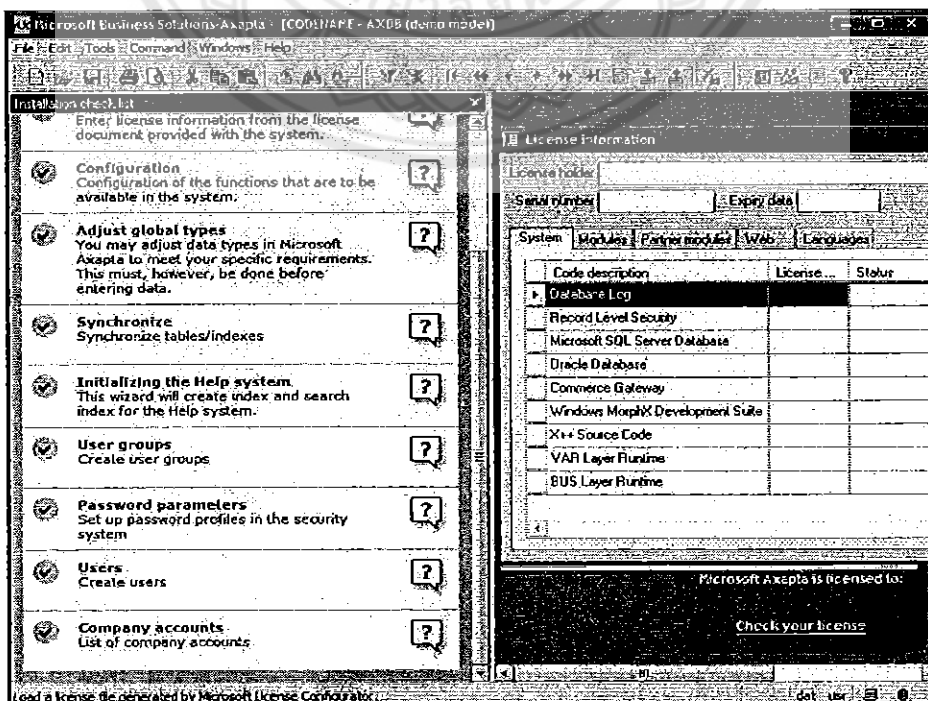 Microsoft Business Solutions-Axapta - [CODENAME - AX08 (demo model)]
File Edit Tools Command Windows Help
Installation check list
Enter license information from the license
document provided with the system.
Configuration
Configuration of the functions that are to be
available in the system.
Adjust global types
You may adjust data types in Microsoft
Axapta to meet your specific requirements.
This must, however, be done before
entering data.
Synchronize
Synchronize tables/indexes
Initializing the Help system
This wizard will create index and search
index for the Help system.
User groups
Create user groups
Password parameters
Set up password profiles in the security
system
Users
Create users
Company accounts
List of company accounts
License information
License holder
Serial number Expiry date
System Modules Partner modules Web Languages
Code description License... Status
Database Log
Record Level Security
Microsoft SQL Server Database
Oracle Database
Commerce Gateway
Windows MorphX Development Suite
X++ Source Code
VAR Layer Runtime
BUS Layer Runtime
Microsoft Axapta is licensed to:
Check your license
Load a license file generated by Microsoft License Configurator.
dat usr